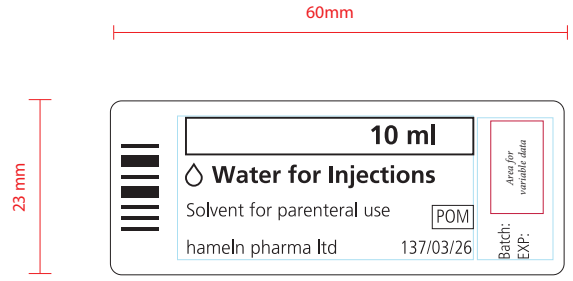 60mm
23 mm
10 ml
Water for Injections
Solvent for parenteral use
POM
hameln pharma ltd 137/03/26
Area for
variable data
Batch:
EXP: